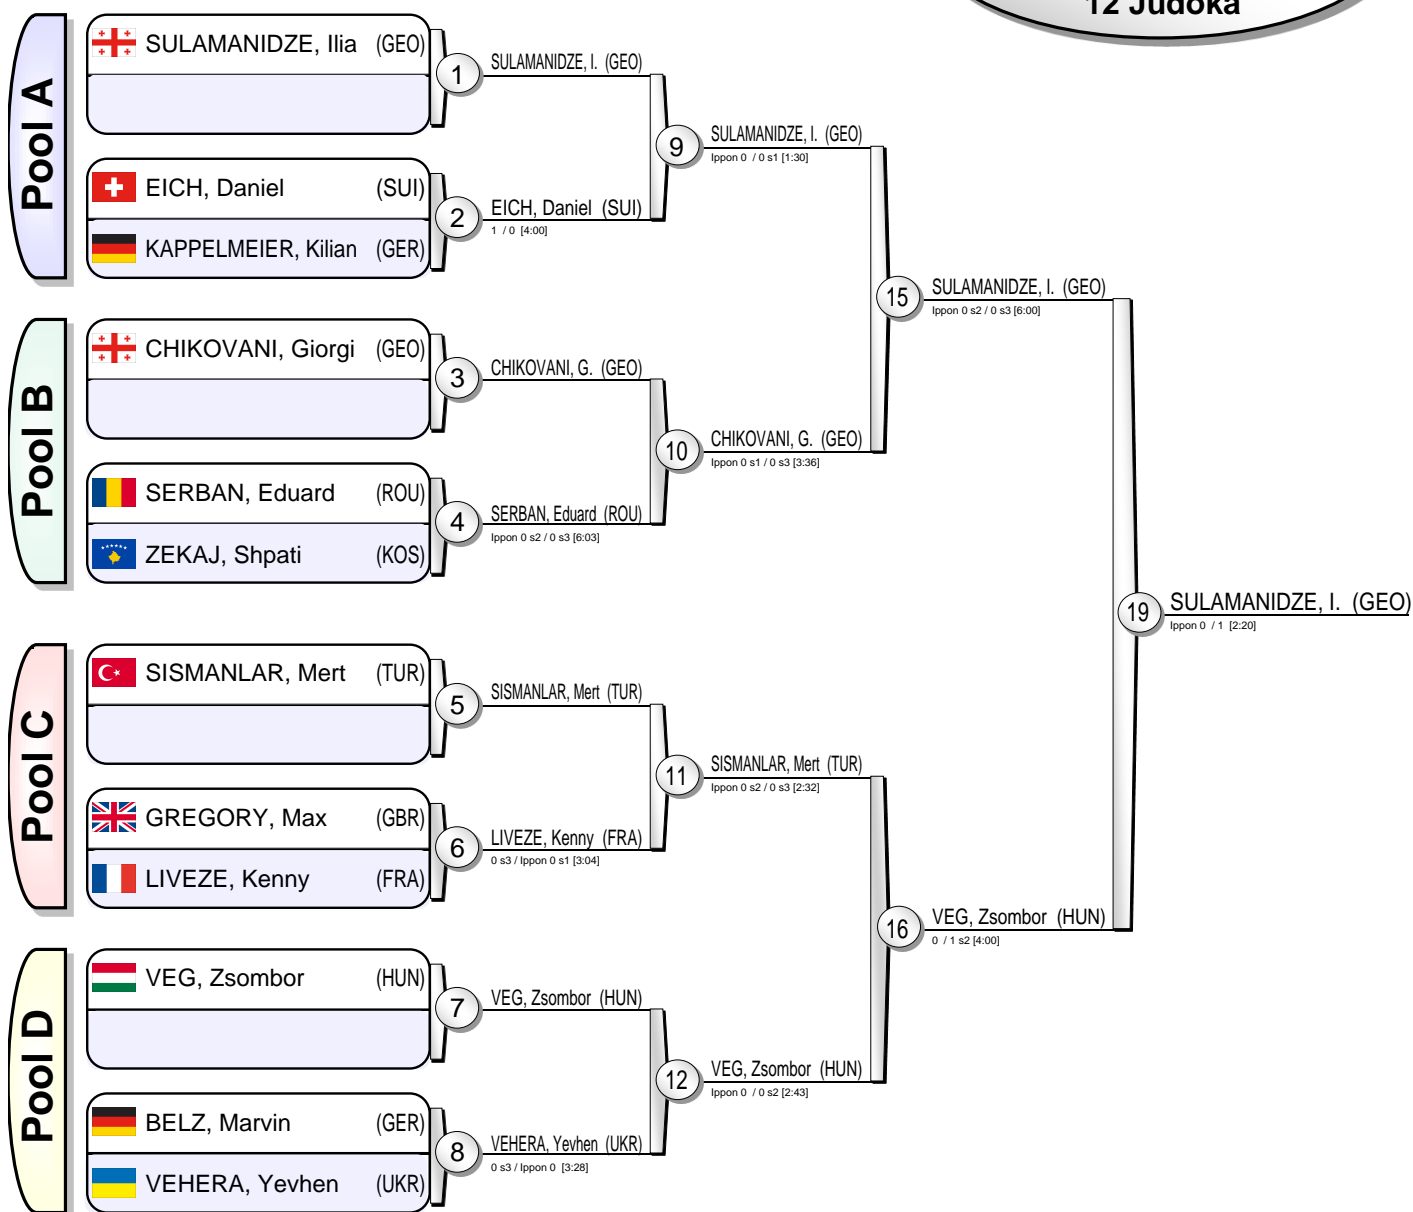 12 Judoka
Pool A
SULAMANIDZE, Ilia (GEO)
1
SULAMANIDZE, I. (GEO)
EICH, Daniel (SUI)
KAPPELMEIER, Kilian (GER)
2
EICH, Daniel (SUI)
1 / 0 [4:00]
9
SULAMANIDZE, I. (GEO)
Ippon 0 / 0 s1 [1:30]
Pool B
CHIKOVANI, Giorgi (GEO)
3
CHIKOVANI, G. (GEO)
SERBAN, Eduard (ROU)
ZEKAJ, Shpati (KOS)
4
SERBAN, Eduard (ROU)
Ippon 0 s2 / 0 s3 [6:03]
10
CHIKOVANI, G. (GEO)
Ippon 0 s1 / 0 s3 [3:36]
15
SULAMANIDZE, I. (GEO)
Ippon 0 s2 / 0 s3 [6:00]
Pool C
SISMANLAR, Mert (TUR)
5
SISMANLAR, Mert (TUR)
GREGORY, Max (GBR)
LIVEZE, Kenny (FRA)
6
LIVEZE, Kenny (FRA)
0 s3 / Ippon 0 s1 [3:04]
11
SISMANLAR, Mert (TUR)
Ippon 0 s2 / 0 s3 [2:32]
Pool D
VEG, Zsombor (HUN)
7
VEG, Zsombor (HUN)
BELZ, Marvin (GER)
VEHERA, Yevhen (UKR)
8
VEHERA, Yevhen (UKR)
0 s3 / Ippon 0 [3:28]
12
VEG, Zsombor (HUN)
Ippon 0 / 0 s2 [2:43]
16
VEG, Zsombor (HUN)
0 / 1 s2 [4:00]
19
SULAMANIDZE, I. (GEO)
Ippon 0 / 1 [2:20]